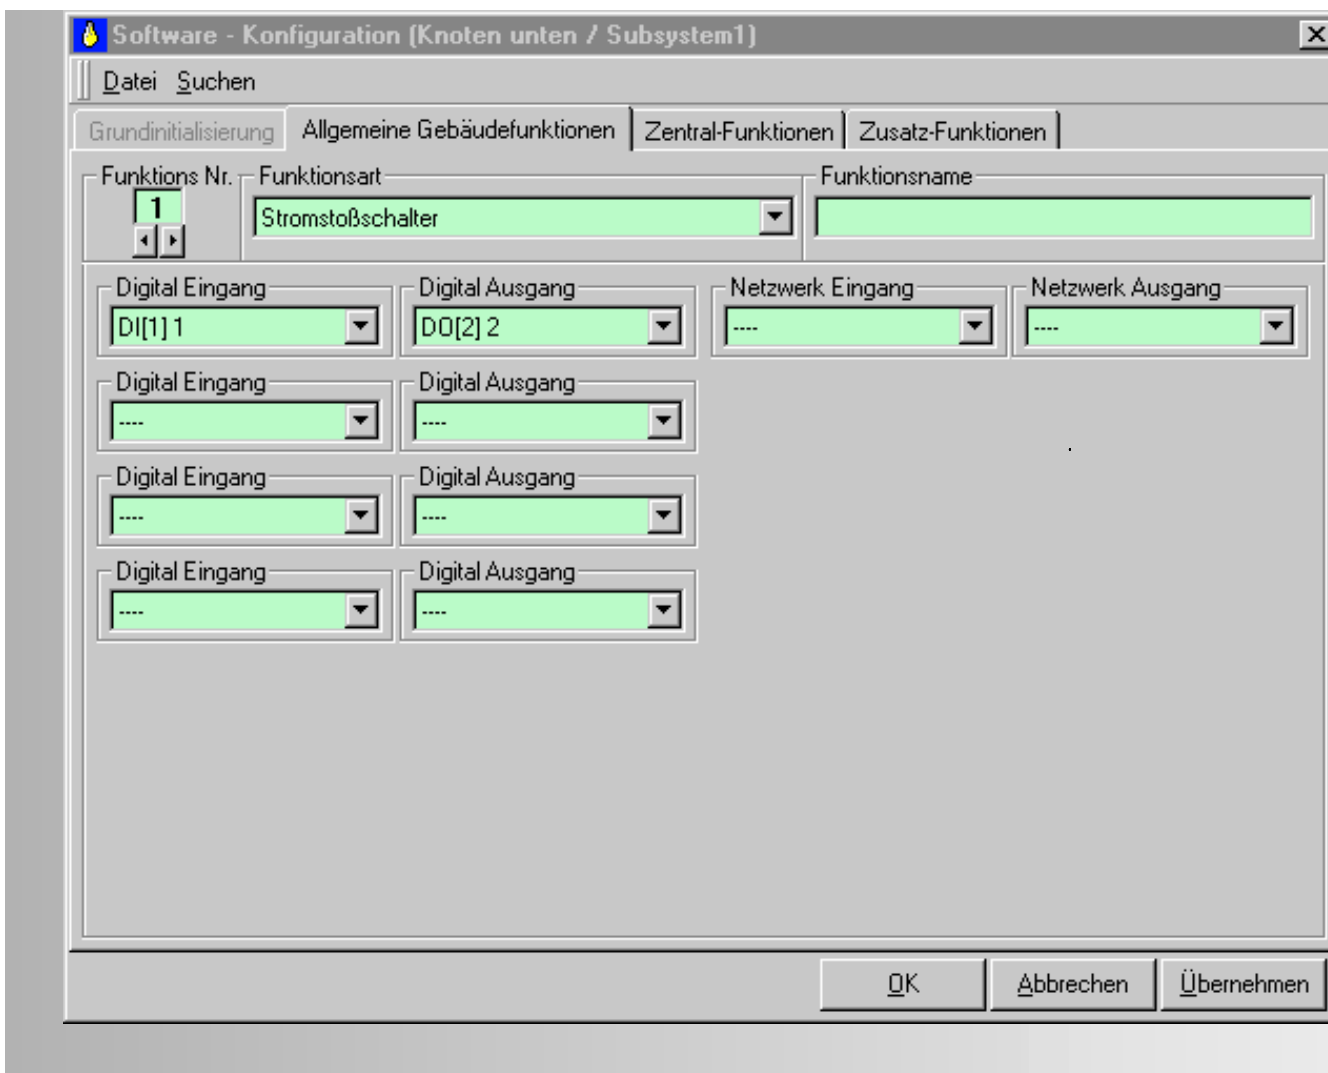 Software - Konfiguration (Knoten unten / Subsystem1)
Datei Suchen
Grundinitialisierung Allgemeine Gebäudefunktionen Zentral-Funktionen Zusatz-Funktionen
Funktions Nr. Funktionsart Funktionsname
1 Stromstoßschalter
Digital Eingang Digital Ausgang Netzwerk Eingang Netzwerk Ausgang
DI[1] 1 DO[2] 2 ---- ----
Digital Eingang Digital Ausgang
---- ----
Digital Eingang Digital Ausgang
---- ----
Digital Eingang Digital Ausgang
---- ----
OK Abbrechen Übernehmen